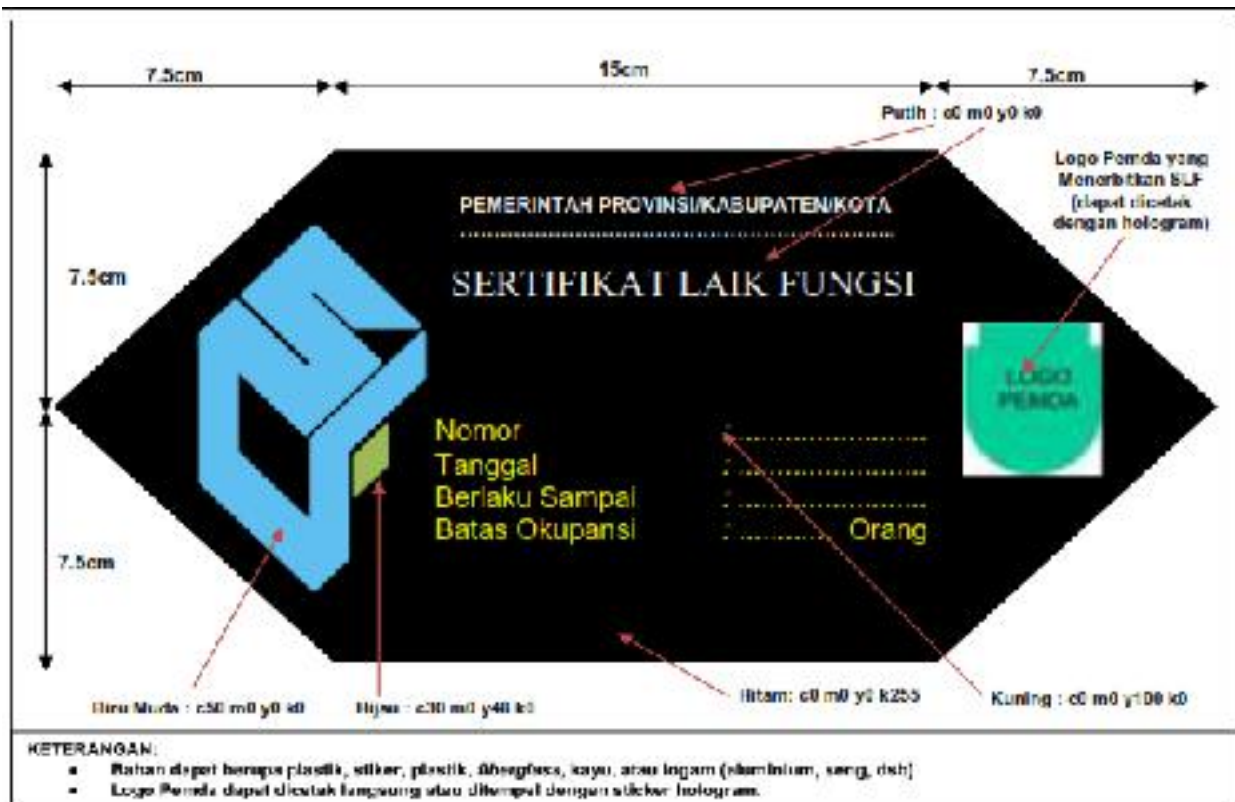 7.5cm
15cm
7.5cm
Putih : c0 m0 y0 k0
Logo Pemda yang
Menerbitkan SLF
(dapat dicetak
dengan hologram)
PEMERINTAH PROVINSI/KABUPATEN/KOTA
SERTIFIKAT LAIK FUNGSI
7.5cm
LOGO
PEMDA
Nomor : ........................
Tanggal : ........................
Berlaku Sampai : ........................
Batas Okupansi : ............. Orang
7.5cm
Biru Muda : c50 m0 y0 k0
Hijau : c30 m0 y40 k0
Hitam: c0 m0 y0 k255
Kuning : c0 m0 y100 k0
KETERANGAN:
▪ Bahan dapat berupa plastik, stiker, plastik, fiberglass, kayu, atau logam (aluminium, seng, dsb)
▪ Logo Pemda dapat dicetak langsung atau ditempel dengan sticker hologram.